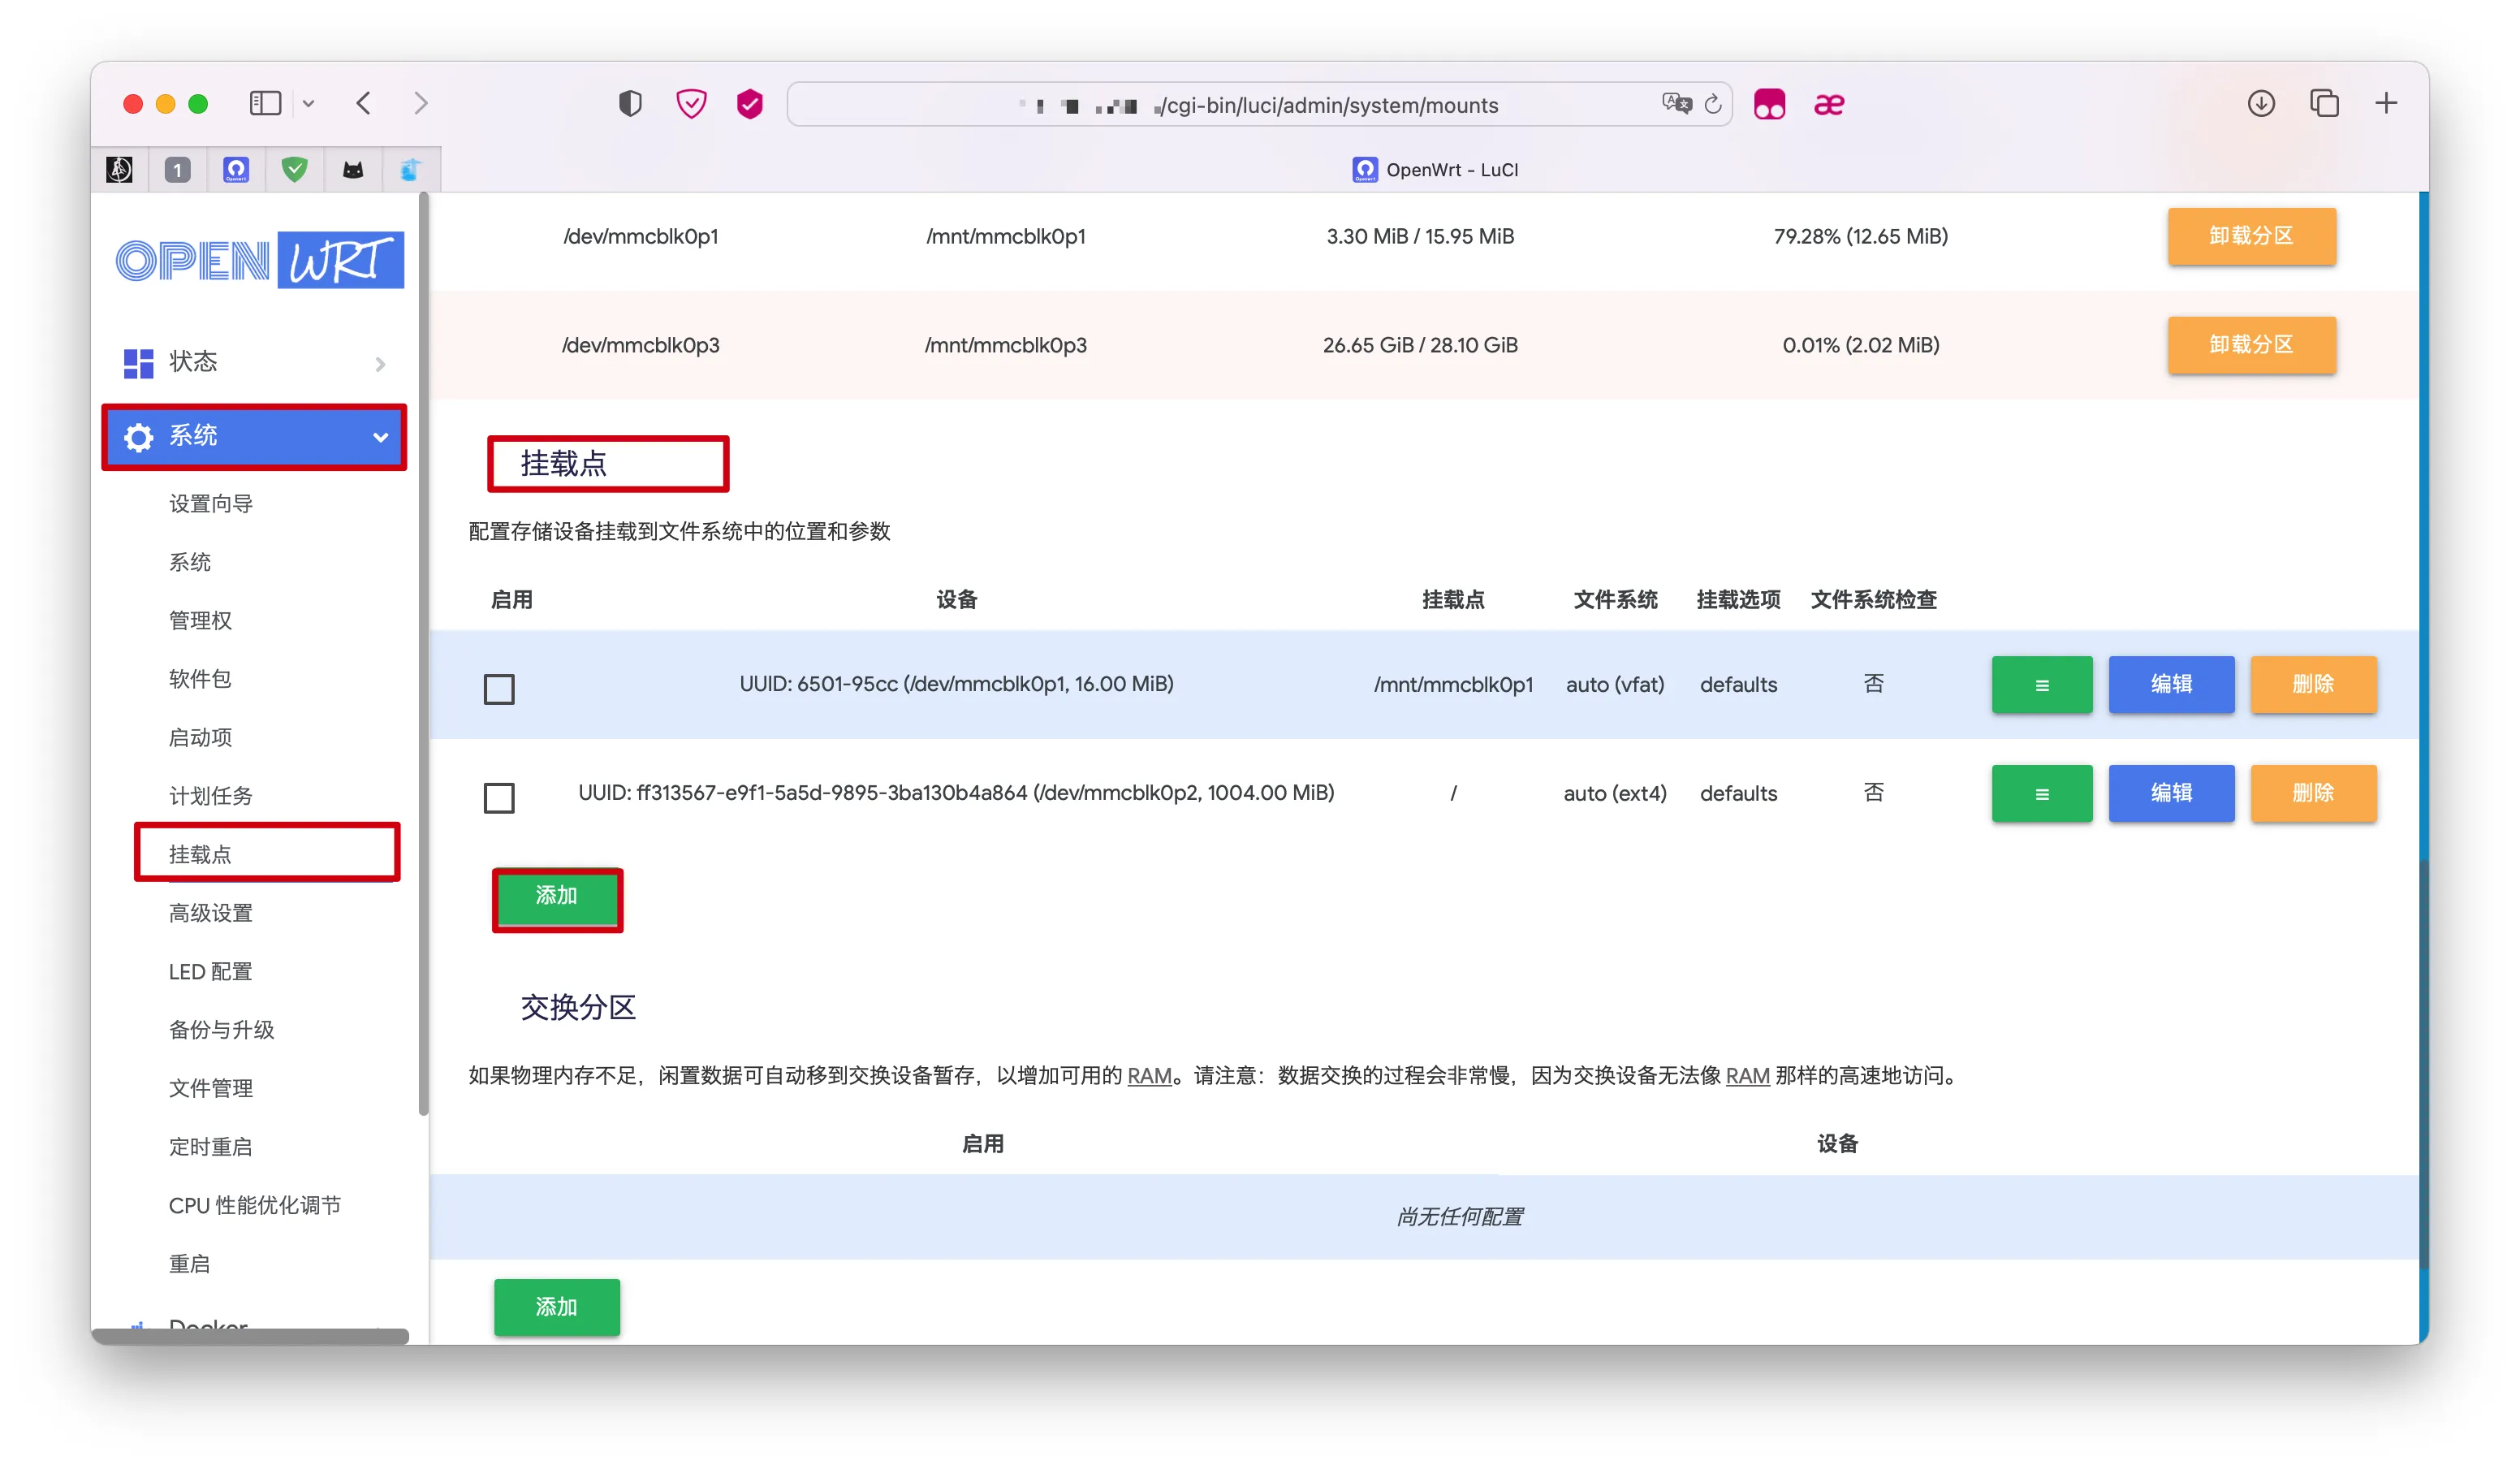 /cgi-bin/luci/admin/system/mounts
1
OpenWrt - LuCI
OPEN WRT
状态
系统
设置向导
系统
管理权
软件包
启动项
计划任务
挂载点
高级设置
LED 配置
备份与升级
文件管理
定时重启
CPU 性能优化调节
重启
Docker
/dev/mmcblk0p1 /mnt/mmcblk0p1 3.30 MiB / 15.95 MiB 79.28% (12.65 MiB) 卸载分区
/dev/mmcblk0p3 /mnt/mmcblk0p3 26.65 GiB / 28.10 GiB 0.01% (2.02 MiB) 卸载分区
挂载点
配置存储设备挂载到文件系统中的位置和参数
启用 设备 挂载点 文件系统 挂载选项 文件系统检查
UUID: 6501-95cc (/dev/mmcblk0p1, 16.00 MiB) /mnt/mmcblk0p1 auto (vfat) defaults 否 ≡ 编辑 删除
UUID: ff313567-e9f1-5a5d-9895-3ba130b4a864 (/dev/mmcblk0p2, 1004.00 MiB) / auto (ext4) defaults 否 ≡ 编辑 删除
添加
交换分区
如果物理内存不足，闲置数据可自动移到交换设备暂存，以增加可用的 RAM。请注意：数据交换的过程会非常慢，因为交换设备无法像 RAM 那样的高速地访问。
启用 设备
尚无任何配置
添加